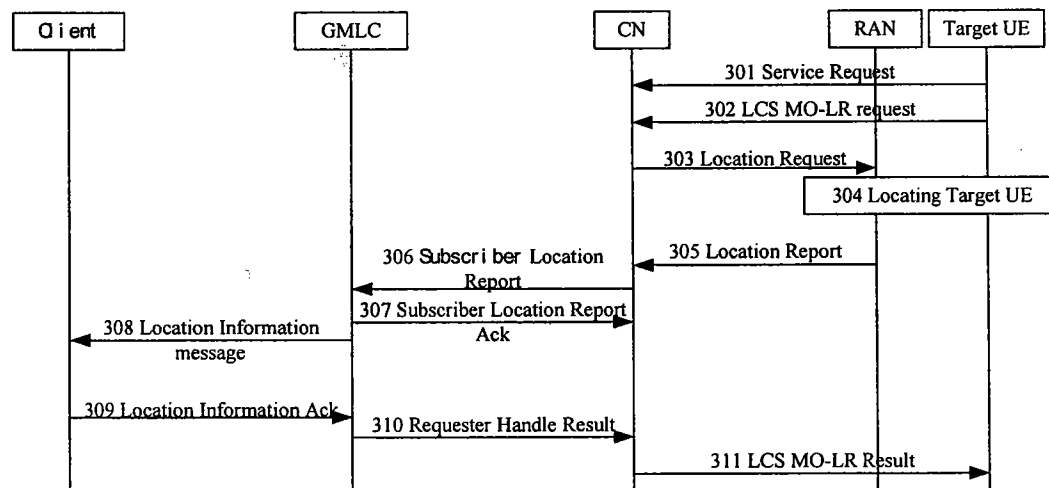 Client
GMLC
CN
RAN
Target UE
301 Service Request
302 LCS MO-LR request
303 Location Request
304 Locating Target UE
305 Location Report
306 Subscriber Location
Report
307 Subscriber Location Report
Ack
308 Location Information
message
309 Location Information Ack
310 Requester Handle Result
311 LCS MO-LR Result